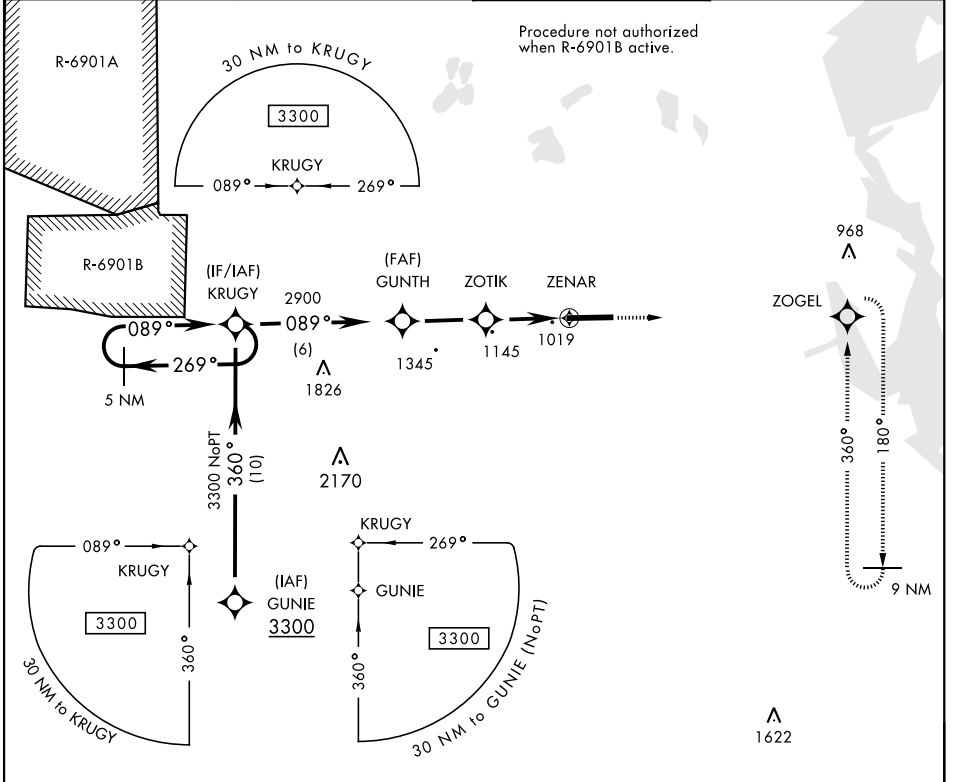 Procedure not authorized
when R-6901B active.
R-6901A
30 NM to KRUGY
3300
KRUGY
089°
269°
R-6901B
(IF/IAF)
KRUGY
089°
2900
089°
(6)
(FAF)
GUNTH
ZOTIK
ZENAR
968
ZOGEL
269°
5 NM
1826
1345
1145
1019
3300 NoPT
360°
(10)
2170
360°
180°
9 NM
089°
KRUGY
3300
360°
30 NM to KRUGY
(IAF)
GUNIE
3300
KRUGY
269°
GUNIE
3300
360°
30 NM to GUNIE (NoPT)
1622